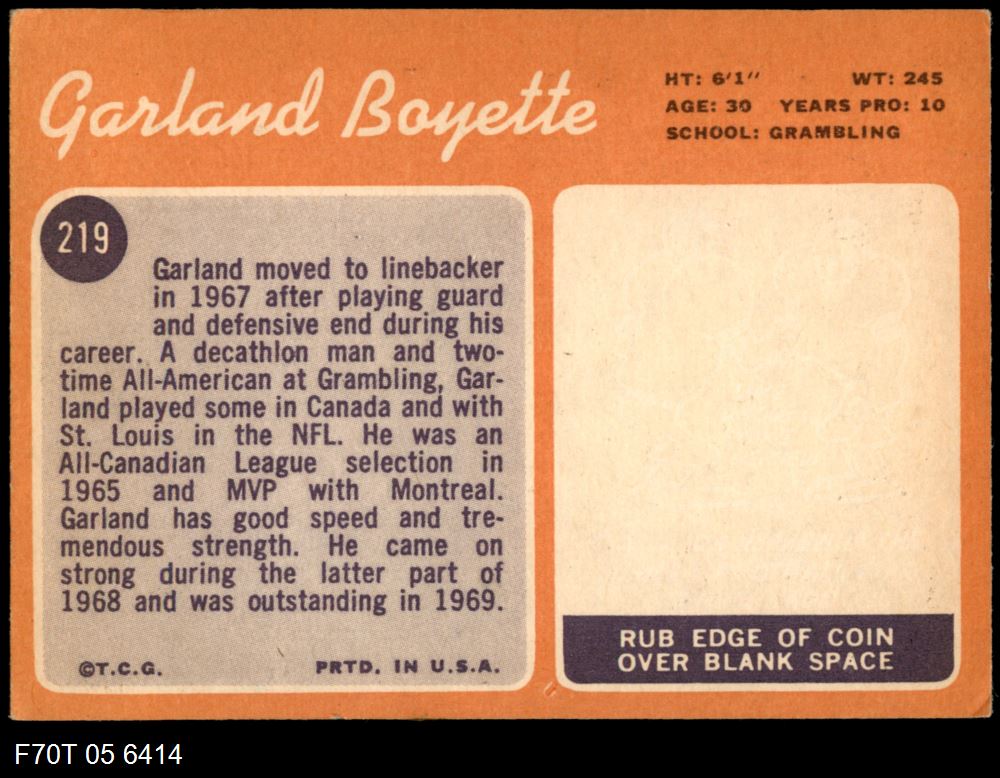 Garland Boyette
HT: 6'1" WT: 245
AGE: 30 YEARS PRO: 10
SCHOOL: GRAMBLING
219
Garland moved to linebacker
in 1967 after playing guard
and defensive end during his
career. A decathlon man and two-
time All-American at Grambling, Gar-
land played some in Canada and with
St. Louis in the NFL. He was an
All-Canadian League selection in
1965 and MVP with Montreal.
Garland has good speed and tre-
mendous strength. He came on
strong during the latter part of
1968 and was outstanding in 1969.
©T.C.G. PRTD. IN U.S.A.
RUB EDGE OF COIN
OVER BLANK SPACE
F70T 05 6414